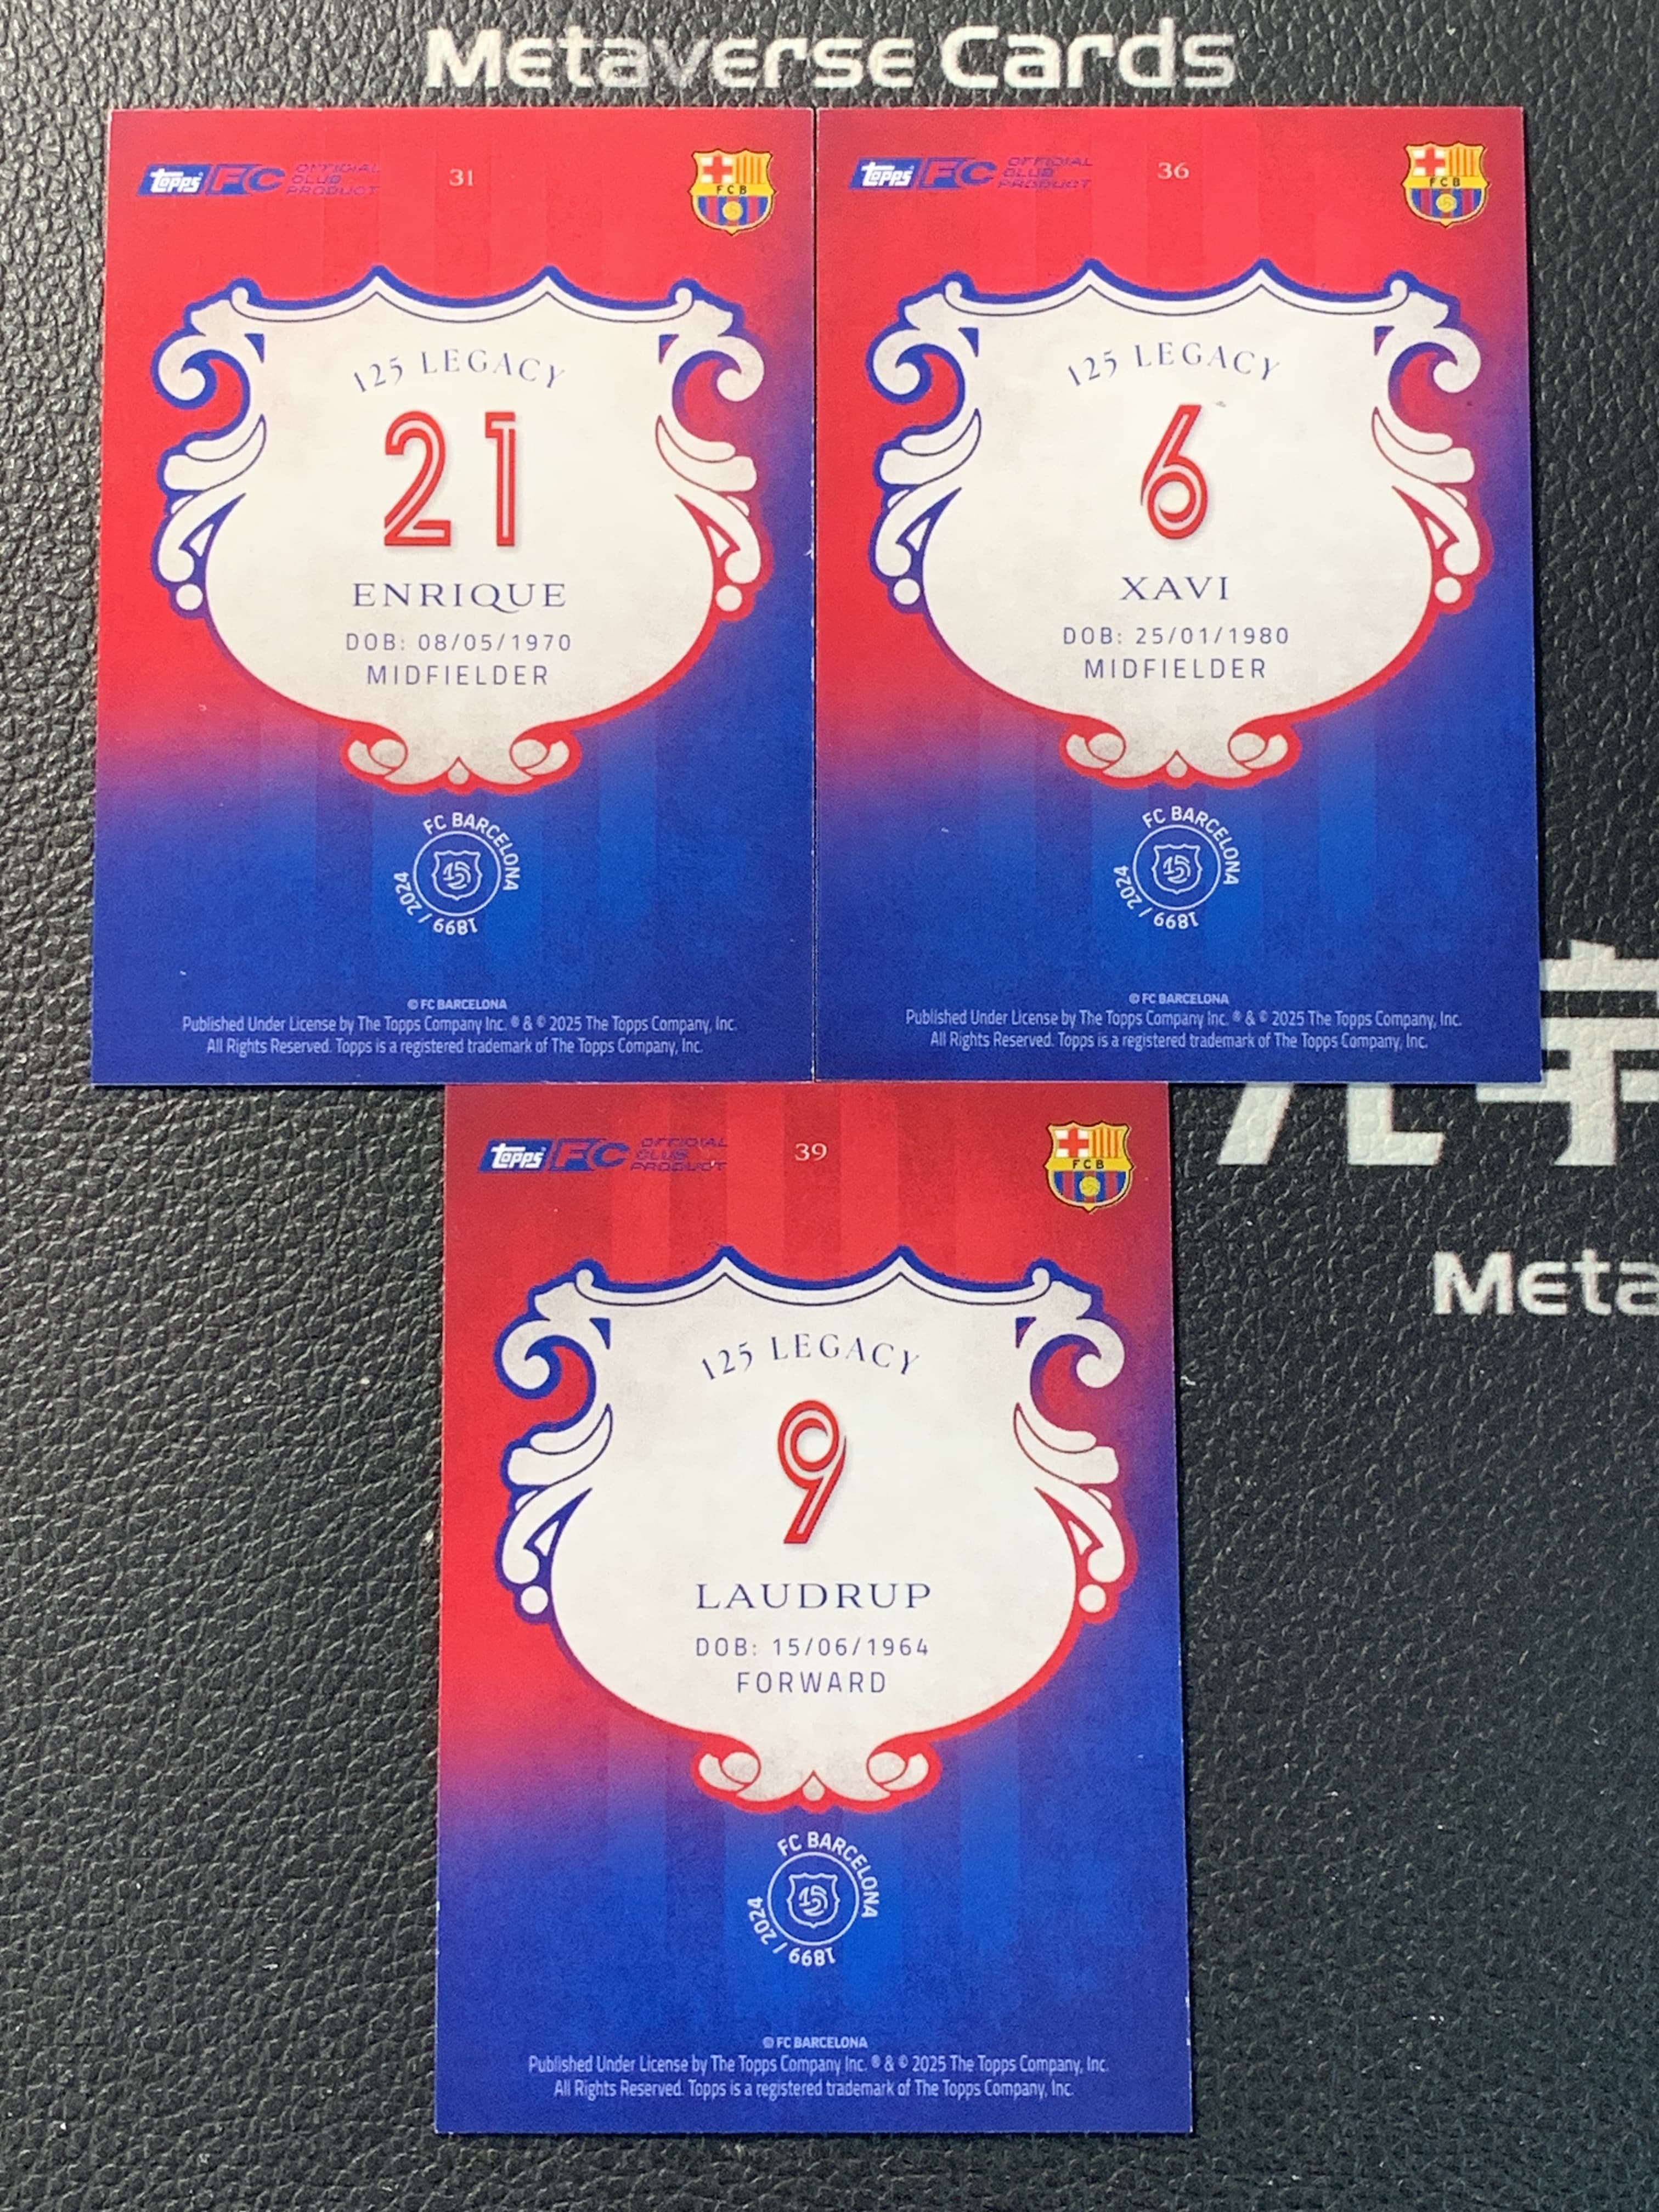 Metaverse Cards
Topps FC OFFICIAL CLUB PRODUCT
31
FCB
125 LEGACY
21
ENRIQUE
DOB: 08/05/1970
MIDFIELDER
FC BARCELONA
1899 / 2024
© FC BARCELONA
Published Under License by The Topps Company Inc. ® & © 2025 The Topps Company, Inc.
All Rights Reserved. Topps is a registered trademark of The Topps Company, Inc.
Topps FC OFFICIAL CLUB PRODUCT
36
FCB
125 LEGACY
6
XAVI
DOB: 25/01/1980
MIDFIELDER
FC BARCELONA
1899 / 2024
© FC BARCELONA
Published Under License by The Topps Company Inc. ® & © 2025 The Topps Company, Inc.
All Rights Reserved. Topps is a registered trademark of The Topps Company, Inc.
Topps FC OFFICIAL CLUB PRODUCT
39
FCB
125 LEGACY
9
LAUDRUP
DOB: 15/06/1964
FORWARD
FC BARCELONA
1899 / 2024
© FC BARCELONA
Published Under License by The Topps Company Inc. ® & © 2025 The Topps Company, Inc.
All Rights Reserved. Topps is a registered trademark of The Topps Company, Inc.
Meta